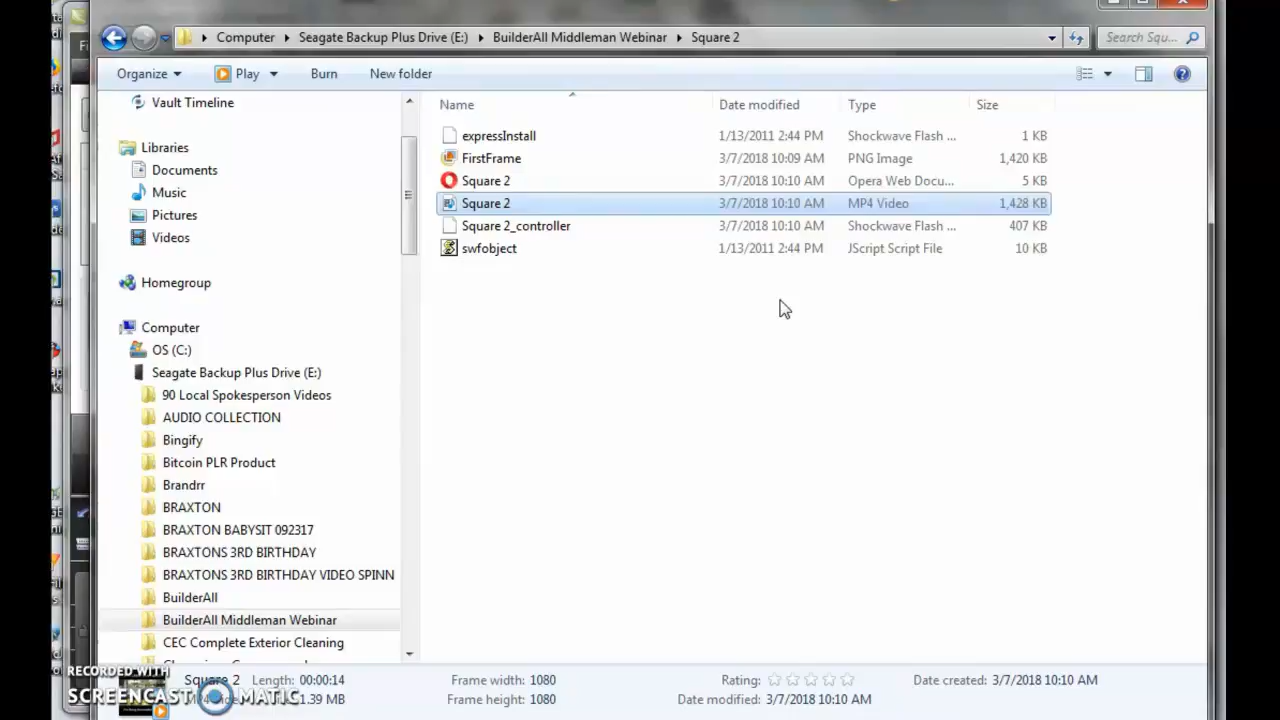 Computer Seagate Backup Plus Drive (E:) BuilderAll Middleman Webinar Square 2 Search Squ...
Organize Play Burn New folder
Name Date modified Type Size
Vault Timeline
Libraries
Documents
Music
Pictures
Videos
Homegroup
Computer
OS (C:)
Seagate Backup Plus Drive (E:)
90 Local Spokesperson Videos
AUDIO COLLECTION
Bingify
Bitcoin PLR Product
Brandrr
BRAXTON
BRAXTON BABYSIT 092317
BRAXTONS 3RD BIRTHDAY
BRAXTONS 3RD BIRTHDAY VIDEO SPINN
BuilderAll
BuilderAll Middleman Webinar
CEC Complete Exterior Cleaning
expressInstall 1/13/2011 2:44 PM Shockwave Flash ... 1 KB
FirstFrame 3/7/2018 10:09 AM PNG Image 1,420 KB
Square 2 3/7/2018 10:10 AM Opera Web Docu... 5 KB
Square 2 3/7/2018 10:10 AM MP4 Video 1,428 KB
Square 2_controller 3/7/2018 10:10 AM Shockwave Flash ... 407 KB
swfobject 1/13/2011 2:44 PM JScript Script File 10 KB
Square 2 Length: 00:00:14 Frame width: 1080 Rating: Date created: 3/7/2018 10:10 AM
1.39 MB Frame height: 1080 Date modified: 3/7/2018 10:10 AM
RECORDED WITH
SCREENCAST MATIC